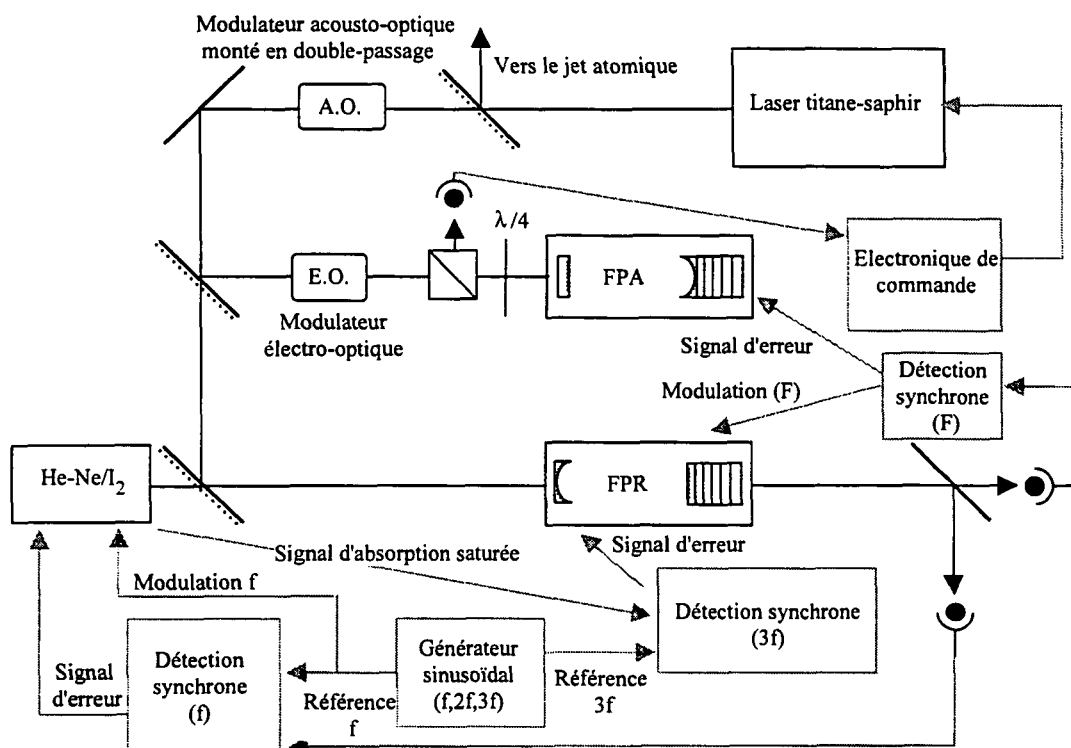 Modulateur acousto-optique
monté en double-passage
Vers le jet atomique
A.O.
Laser titane-saphir
λ/4
E.O.
FPA
Electronique de
commande
Modulateur
électro-optique
Signal d'erreur
Modulation (F)
Détection
synchrone
(F)
He-Ne/I2
FPR
Signal d'absorption saturée
Signal d'erreur
Modulation f
Détection synchrone
(3f)
Signal
d'erreur
Détection
synchrone
(f)
Référence
f
Générateur
sinusoïdal
(f,2f,3f)
Référence
3f